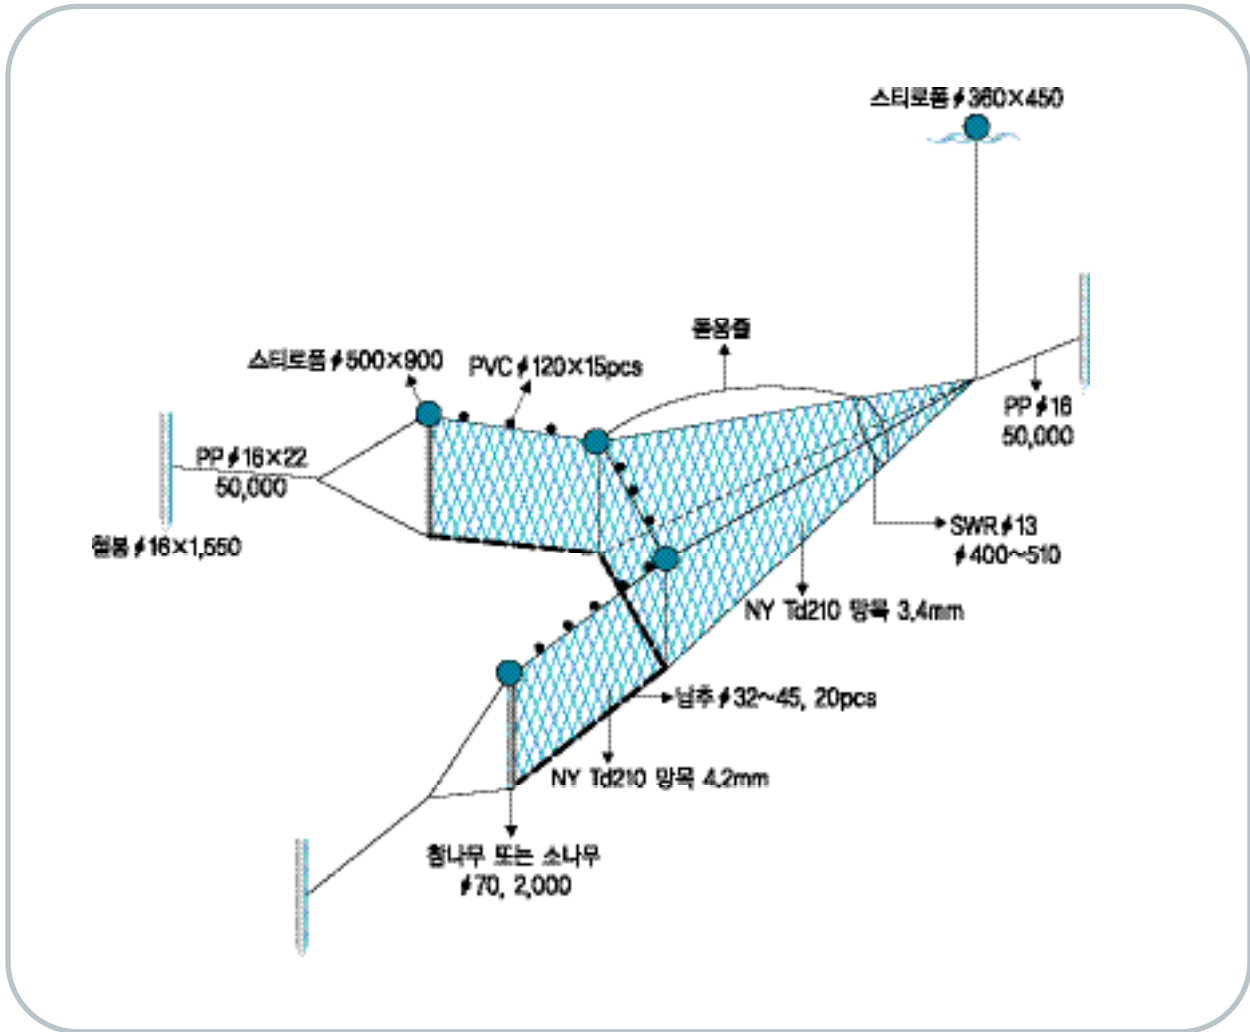 스티로폼 ϕ360×450
돋움줄
스티로폼 ϕ500×900
PVC ϕ120×15pcs
PP ϕ16
50,000
PP ϕ16×22
50,000
철봉 ϕ16×1,550
SWR ϕ13
ϕ400~510
NY Td210 망목 3.4mm
납추 ϕ32~45, 20pcs
NY Td210 망목 4.2mm
참나무 또는 소나무
ϕ70, 2,000